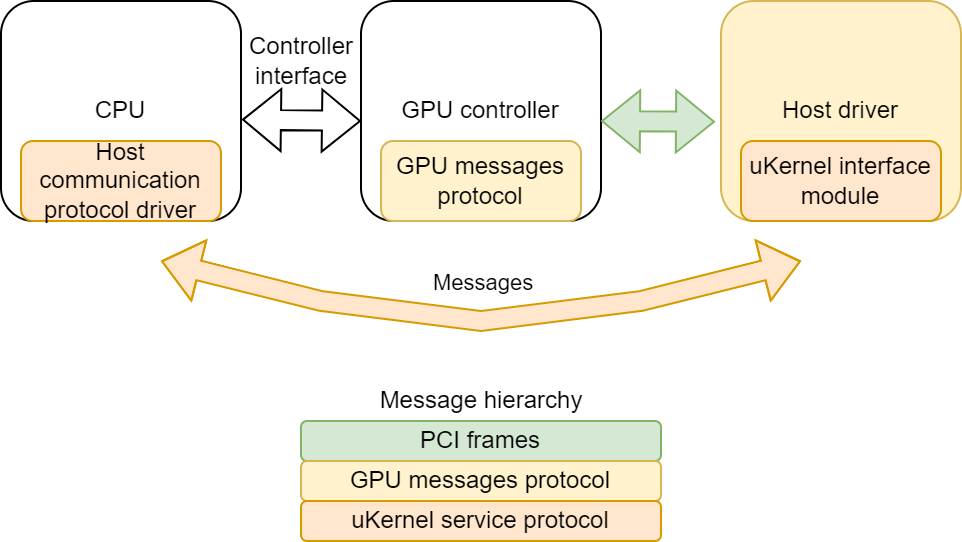 Controller
interface
CPU
GPU controller
Host driver
Host
communication
protocol driver
GPU messages
protocol
uKernel interface
module
Messages
Message hierarchy
PCI frames
GPU messages protocol
uKernel service protocol